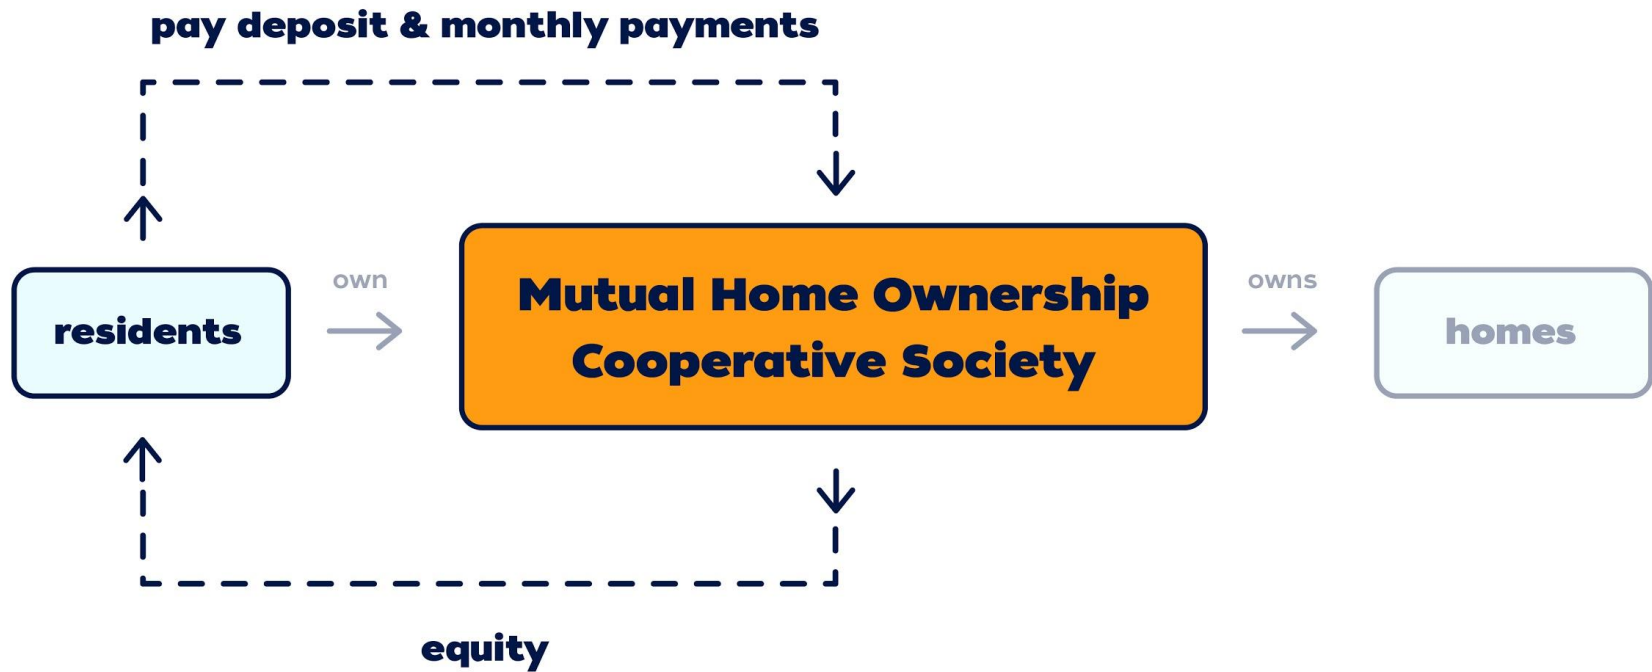 pay deposit & monthly payments
own
owns
residents
Mutual Home Ownership
Cooperative Society
homes
equity